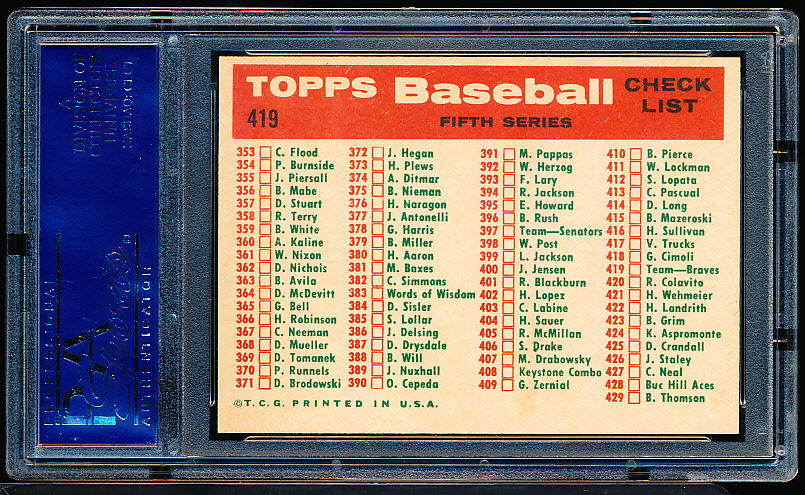 TOPPS Baseball CHECK LIST
419 FIFTH SERIES
353 C. Flood
354 P. Burnside
355 J. Piersall
356 B. Mabe
357 D. Stuart
358 R. Terry
359 B. White
360 A. Kaline
361 W. Nixon
362 D. Nichols
363 B. Avila
364 D. McDevitt
365 G. Bell
366 H. Robinson
367 C. Neeman
368 D. Mueller
369 D. Tomanek
370 P. Runnels
371 D. Brodowski
372 J. Hegan
373 H. Plews
374 A. Ditmar
375 B. Nieman
376 H. Naragon
377 J. Antonelli
378 G. Harris
379 B. Miller
380 H. Aaron
381 M. Baxes
382 C. Simmons
383 Words of Wisdom
384 D. Sisler
385 S. Lollar
386 J. Delsing
387 D. Drysdale
388 B. Will
389 J. Nuxhall
390 O. Cepeda
391 M. Pappas
392 W. Herzog
393 F. Lary
394 R. Jackson
395 E. Howard
396 B. Rush
397 Team—Senators
398 W. Post
399 L. Jackson
400 J. Jensen
401 R. Blackburn
402 H. Lopez
403 C. Labine
404 H. Sauer
405 R. McMillan
406 S. Drake
407 M. Drabowsky
408 Keystone Combo
409 G. Zernial
410 B. Pierce
411 W. Lockman
412 S. Lopata
413 C. Pascual
414 D. Long
415 B. Mazeroski
416 H. Sullivan
417 V. Trucks
418 G. Cimoli
419 Team—Braves
420 R. Colavito
421 H. Wehmeier
422 H. Landrith
423 B. Grim
424 K. Aspromonte
425 D. Crandall
426 J. Staley
427 C. Neal
428 Buc Hill Aces
429 B. Thomson
©T.C.G. PRINTED IN U.S.A.
A
DIVISION OF
COLLECTORS
UNIVERSE
PROFESSIONAL
Sports
AUTHENTICATOR